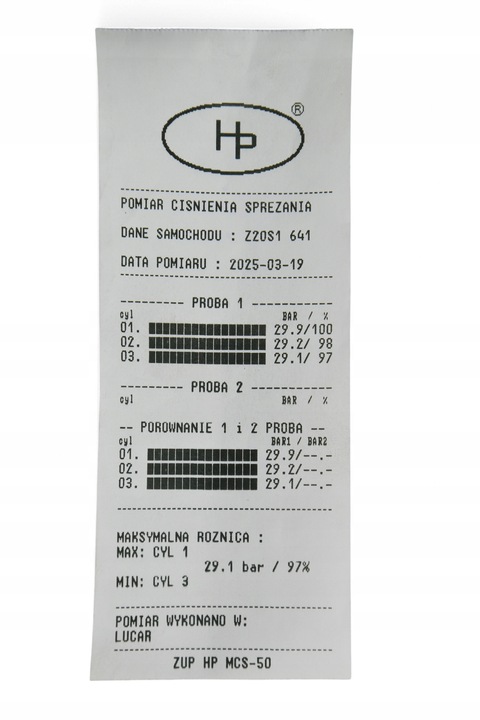 HP ®
POMIAR CISNIENIA SPREZANIA
DANE SAMOCHODU : Z20S1 641
DATA POMIARU : 2025-03-19
-------- PROBA 1 ----------
cyl BAR / %
01. 29.9/100
02. 29.2/ 98
03. 29.1/ 97
-------- PROBA 2 ----------
cyl BAR / %
-- POROWNANIE 1 i 2 PROBA --
cyl BAR1 / BAR2
01. 29.9/--.-
02. 29.2/--.-
03. 29.1/--.-
MAKSYMALNA ROZNICA :
MAX: CYL 1
29.1 bar / 97%
MIN: CYL 3
POMIAR WYKONANO W:
LUCAR
ZUP HP MCS-50